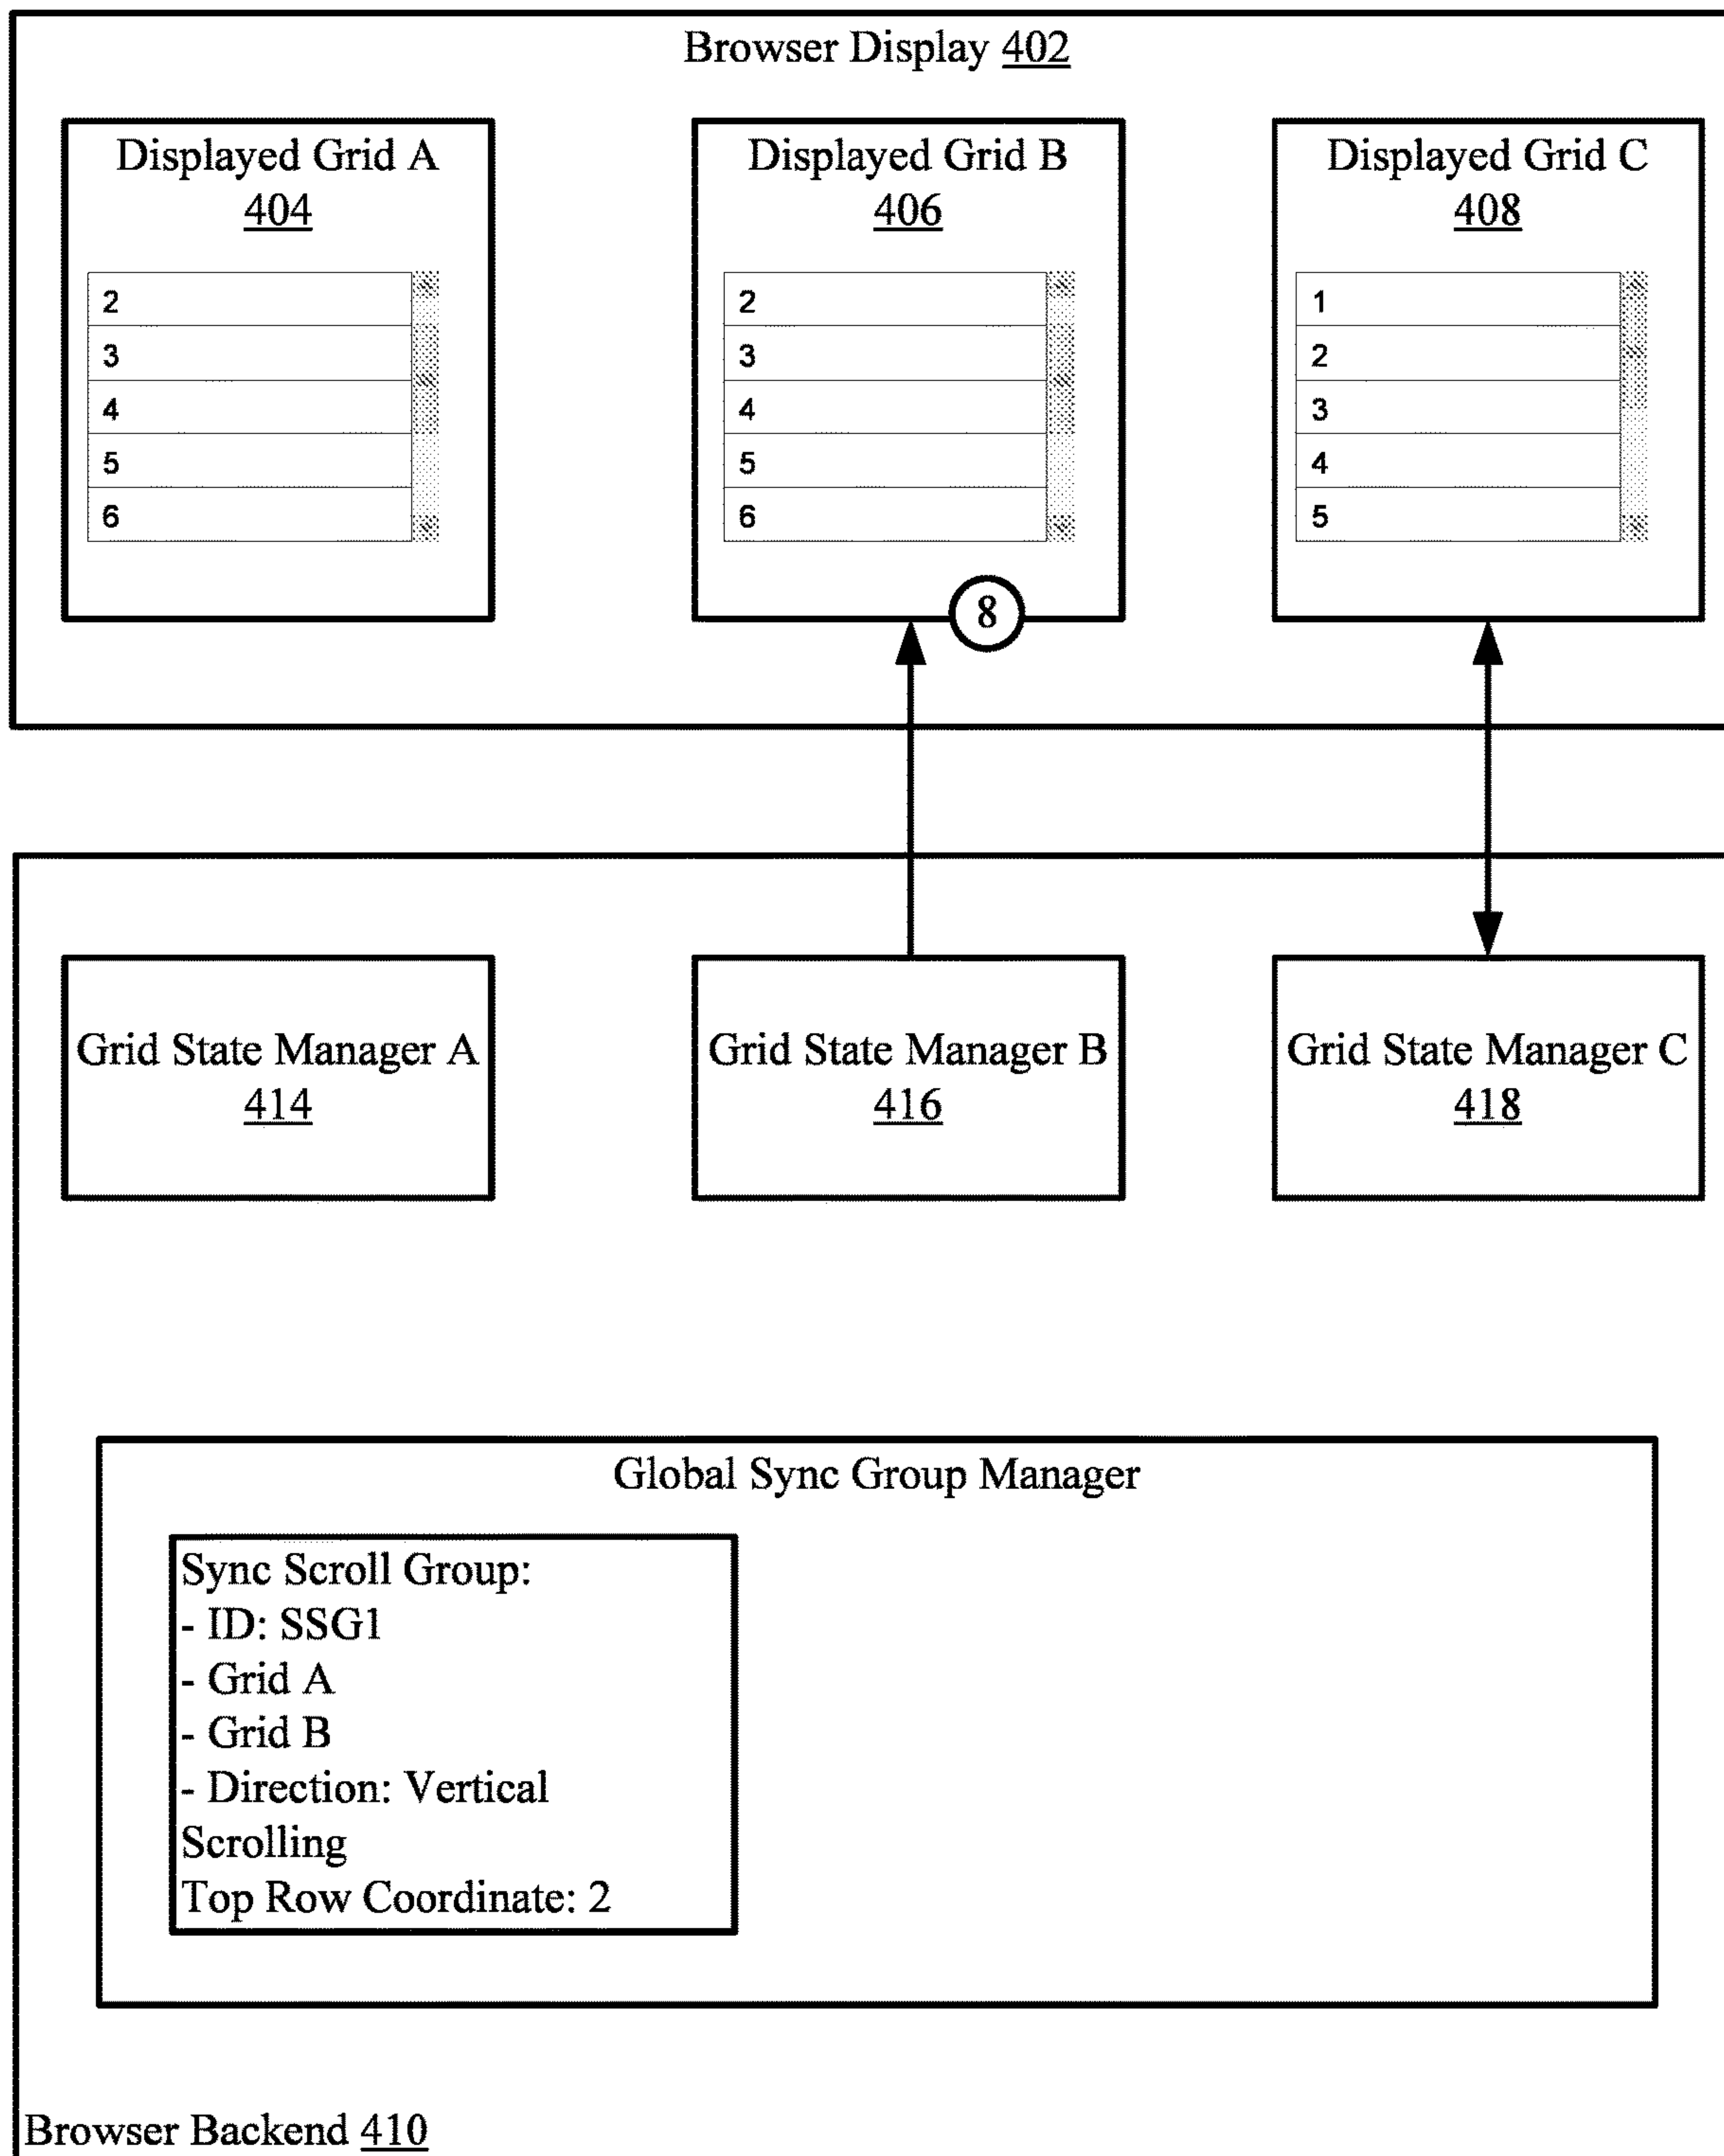 Browser Display 402
Displayed Grid A
404
2
3
4
5
6
Displayed Grid B
406
2
3
4
5
6
8
Displayed Grid C
408
1
2
3
4
5
Grid State Manager A
414
Grid State Manager B
416
Grid State Manager C
418
Global Sync Group Manager
Sync Scroll Group:
- ID: SSG1
- Grid A
- Grid B
- Direction: Vertical
Scrolling
Top Row Coordinate: 2
Browser Backend 410